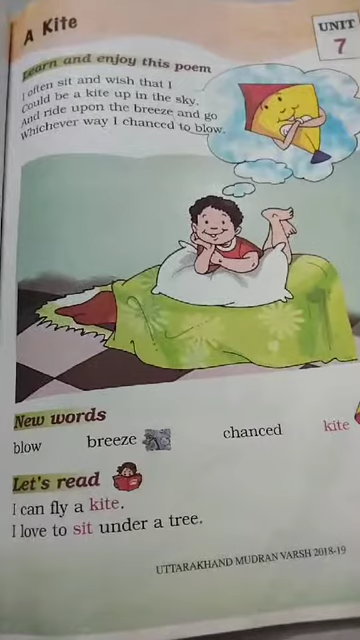 A Kite
UNIT
7
Learn and enjoy this poem
I often sit and wish that I
Could be a kite up in the sky,
And ride upon the breeze and go
Whichever way I chanced to blow.
New words
blow breeze chanced kite
Let's read
I can fly a kite.
I love to sit under a tree.
UTTARAKHAND MUDRAN VARSH 2018-19